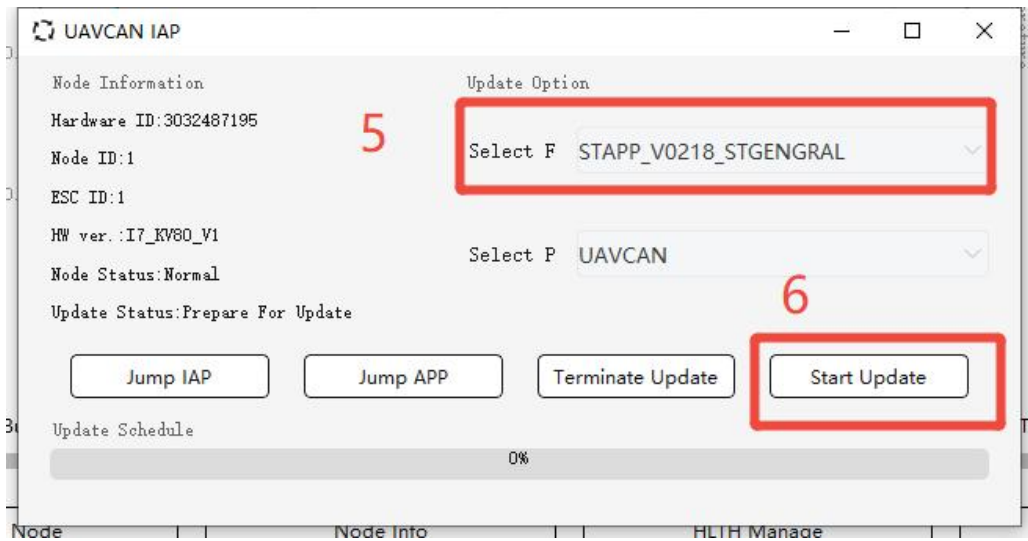 UAVCAN IAP
Node Information
Update Option
Hardware ID:3032487195
5
Select F STAPP_V0218_STGENGRAL
Node ID:1
ESC ID:1
HW ver.:I7_KV80_V1
Select P UAVCAN
Node Status:Normal
6
Update Status:Prepare For Update
Jump IAP Jump APP Terminate Update Start Update
Update Schedule
0%
Node Node Info HLTH Manage